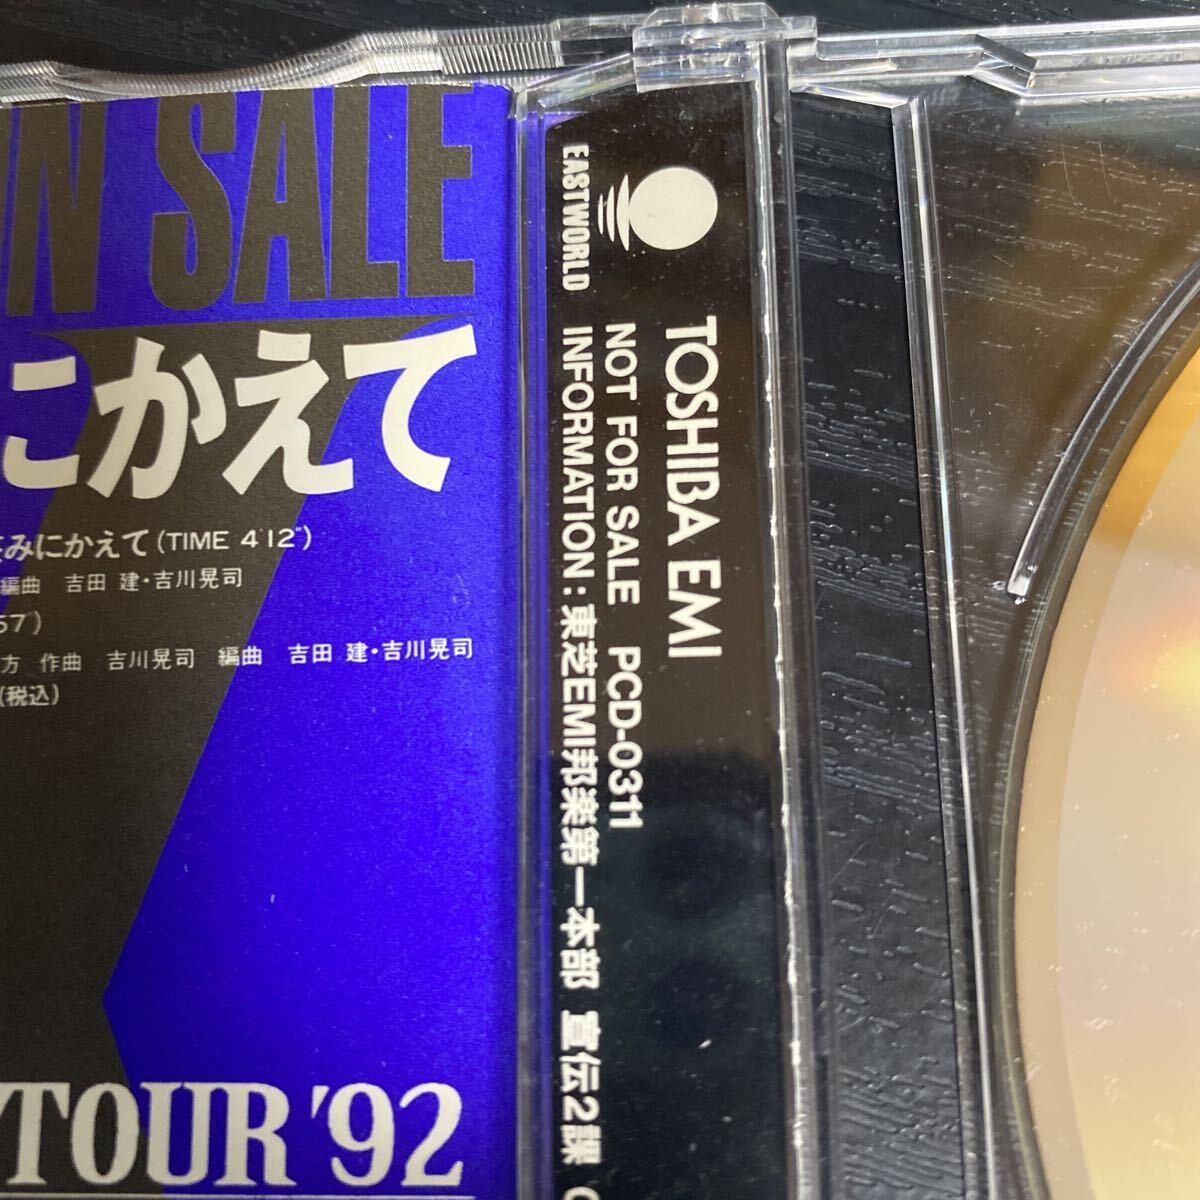 N SALE
にかえて
みにかえて(TIME 4'12")
編曲 吉田 建・吉川晃司
57")
方 作曲 吉川晃司 編曲 吉田 建・吉川晃司
(税込)
TOUR '92
EASTWORLD
TOSHIBA EMI
NOT FOR SALE PCD-0311
INFORMATION:東芝EMI邦楽第一本部 宣伝2課